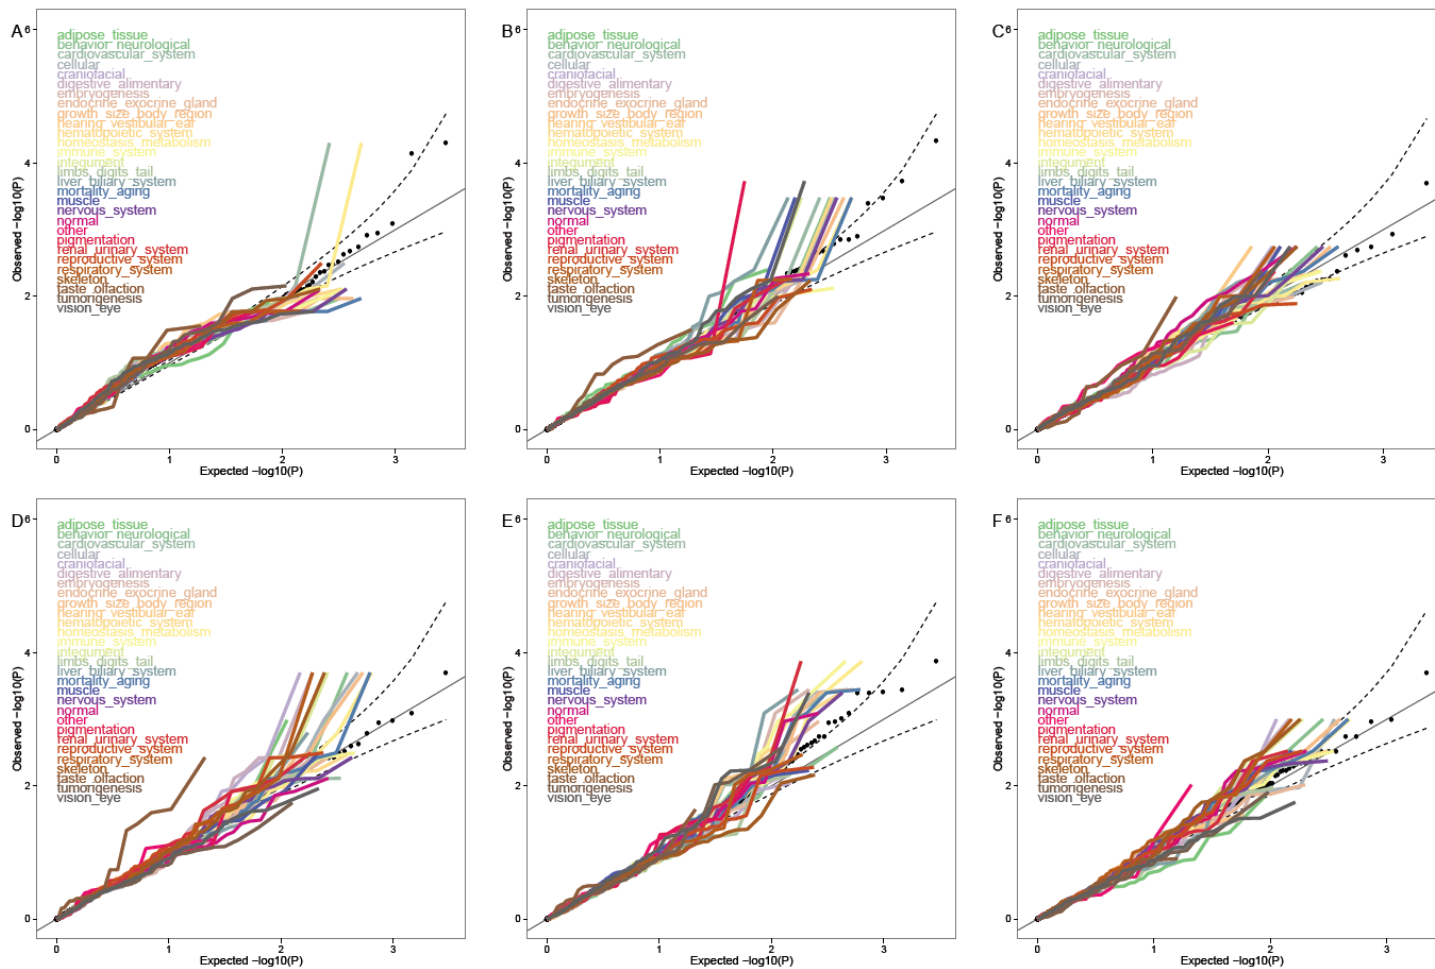 A
6
adipose_tissue
behavior_neurological
cardiovascular_system
cellular
craniofacial
digestive_alimentary
embryogenesis
endocrine_exocrine_gland
growth_size_body_region
hearing_vestibular_ear
hematopoietic_system
homeostasis_metabolism
immune_system
integument
limbs_digits_tail
liver_biliary_system
mortality_aging
muscle
nervous_system
normal
other
pigmentation
renal_urinary_system
reproductive_system
respiratory_system
skeleton
taste_olfaction
tumorigenesis
vision_eye
4
2
0
Observed −log10(P)
0 1 2 3
Expected −log10(P)
B
6
adipose_tissue
behavior_neurological
cardiovascular_system
cellular
craniofacial
digestive_alimentary
embryogenesis
endocrine_exocrine_gland
growth_size_body_region
hearing_vestibular_ear
hematopoietic_system
homeostasis_metabolism
immune_system
integument
limbs_digits_tail
liver_biliary_system
mortality_aging
muscle
nervous_system
normal
other
pigmentation
renal_urinary_system
reproductive_system
respiratory_system
skeleton
taste_olfaction
tumorigenesis
vision_eye
4
2
0
Observed −log10(P)
0 1 2 3
Expected −log10(P)
C
6
adipose_tissue
behavior_neurological
cardiovascular_system
cellular
craniofacial
digestive_alimentary
embryogenesis
endocrine_exocrine_gland
growth_size_body_region
hearing_vestibular_ear
hematopoietic_system
homeostasis_metabolism
immune_system
integument
limbs_digits_tail
liver_biliary_system
mortality_aging
muscle
nervous_system
normal
other
pigmentation
renal_urinary_system
reproductive_system
respiratory_system
skeleton
taste_olfaction
tumorigenesis
vision_eye
4
2
0
Observed −log10(P)
0 1 2 3
Expected −log10(P)
D
6
adipose_tissue
behavior_neurological
cardiovascular_system
cellular
craniofacial
digestive_alimentary
embryogenesis
endocrine_exocrine_gland
growth_size_body_region
hearing_vestibular_ear
hematopoietic_system
homeostasis_metabolism
immune_system
integument
limbs_digits_tail
liver_biliary_system
mortality_aging
muscle
nervous_system
normal
other
pigmentation
renal_urinary_system
reproductive_system
respiratory_system
skeleton
taste_olfaction
tumorigenesis
vision_eye
4
2
0
Observed −log10(P)
0 1 2 3
Expected −log10(P)
E
6
adipose_tissue
behavior_neurological
cardiovascular_system
cellular
craniofacial
digestive_alimentary
embryogenesis
endocrine_exocrine_gland
growth_size_body_region
hearing_vestibular_ear
hematopoietic_system
homeostasis_metabolism
immune_system
integument
limbs_digits_tail
liver_biliary_system
mortality_aging
muscle
nervous_system
normal
other
pigmentation
renal_urinary_system
reproductive_system
respiratory_system
skeleton
taste_olfaction
tumorigenesis
vision_eye
4
2
0
Observed −log10(P)
0 1 2 3
Expected −log10(P)
F
6
adipose_tissue
behavior_neurological
cardiovascular_system
cellular
craniofacial
digestive_alimentary
embryogenesis
endocrine_exocrine_gland
growth_size_body_region
hearing_vestibular_ear
hematopoietic_system
homeostasis_metabolism
immune_system
integument
limbs_digits_tail
liver_biliary_system
mortality_aging
muscle
nervous_system
normal
other
pigmentation
renal_urinary_system
reproductive_system
respiratory_system
skeleton
taste_olfaction
tumorigenesis
vision_eye
4
2
0
Observed −log10(P)
0 1 2 3
Expected −log10(P)